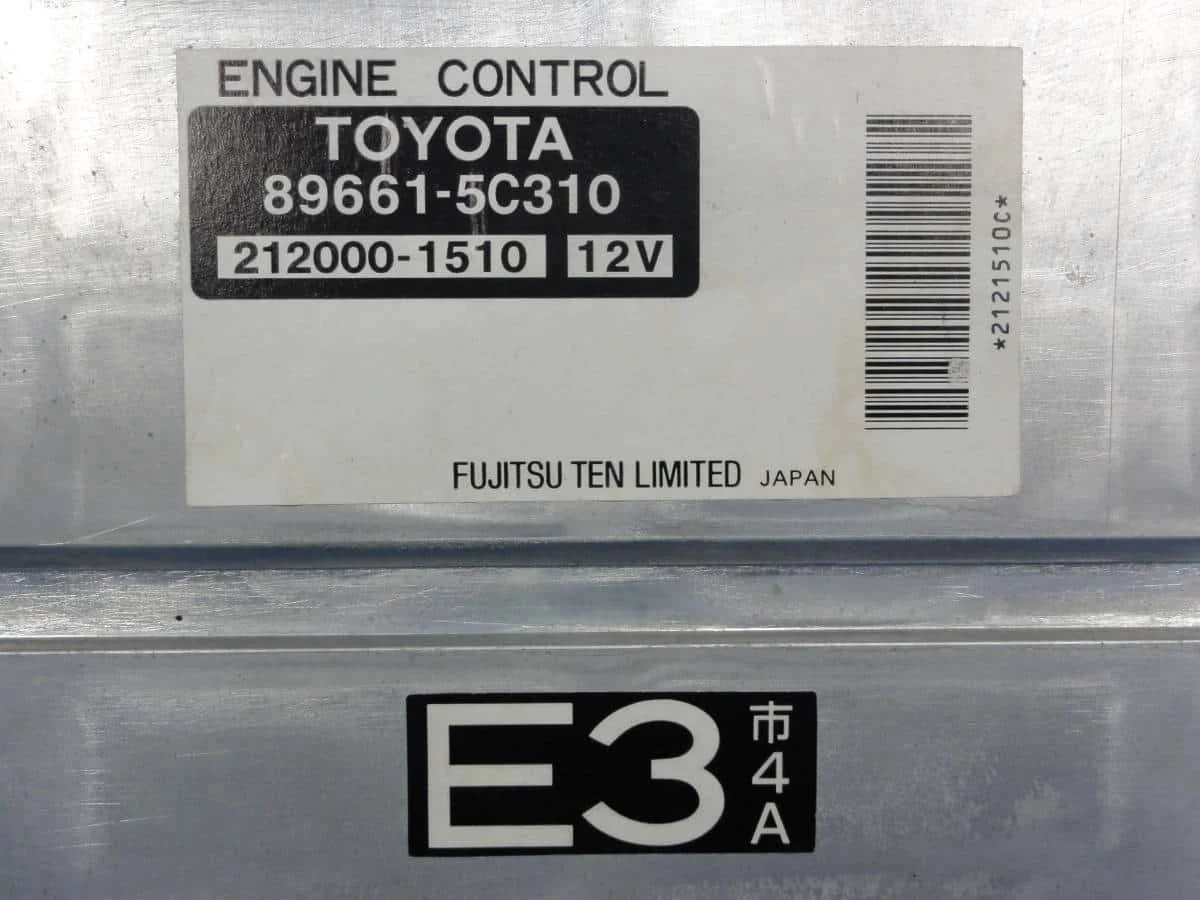 ENGINE CONTROL
TOYOTA
89661-5C310
212000-1510 12V
*2121510C*
FUJITSU TEN LIMITED JAPAN
E3
市
4
A